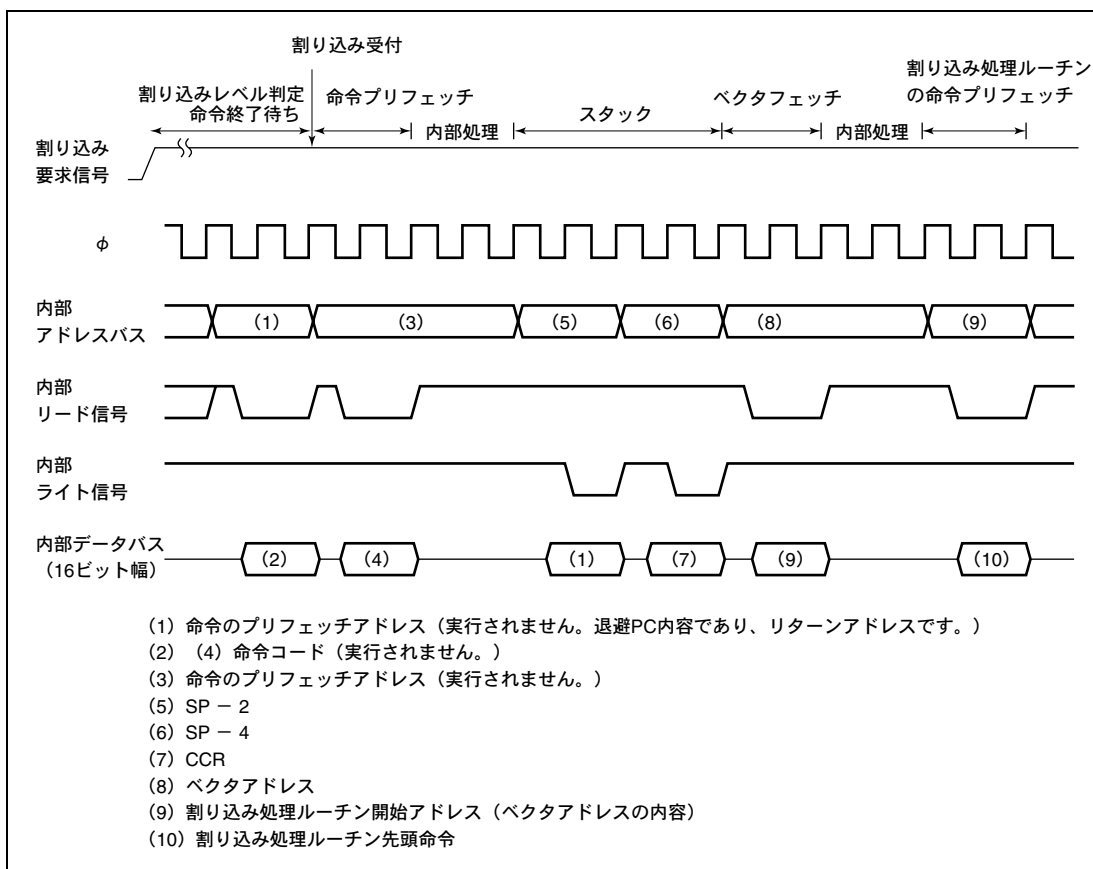 割り込み受付
割り込みレベル判定
命令終了待ち
命令プリフェッチ
内部処理
スタック
ベクタフェッチ
内部処理
割り込み処理ルーチン
の命令プリフェッチ
割り込み
要求信号
φ
内部
アドレスバス
(1) (3) (5) (6) (8) (9)
内部
リード信号
内部
ライト信号
内部データバス
（16ビット幅）
(2) (4) (1) (7) (9) (10)
（1）命令のプリフェッチアドレス（実行されません。退避PC内容であり、リターンアドレスです。）
（2）（4）命令コード（実行されません。）
（3）命令のプリフェッチアドレス（実行されません。）
（5）SP － 2
（6）SP － 4
（7）CCR
（8）ベクタアドレス
（9）割り込み処理ルーチン開始アドレス（ベクタアドレスの内容）
（10）割り込み処理ルーチン先頭命令